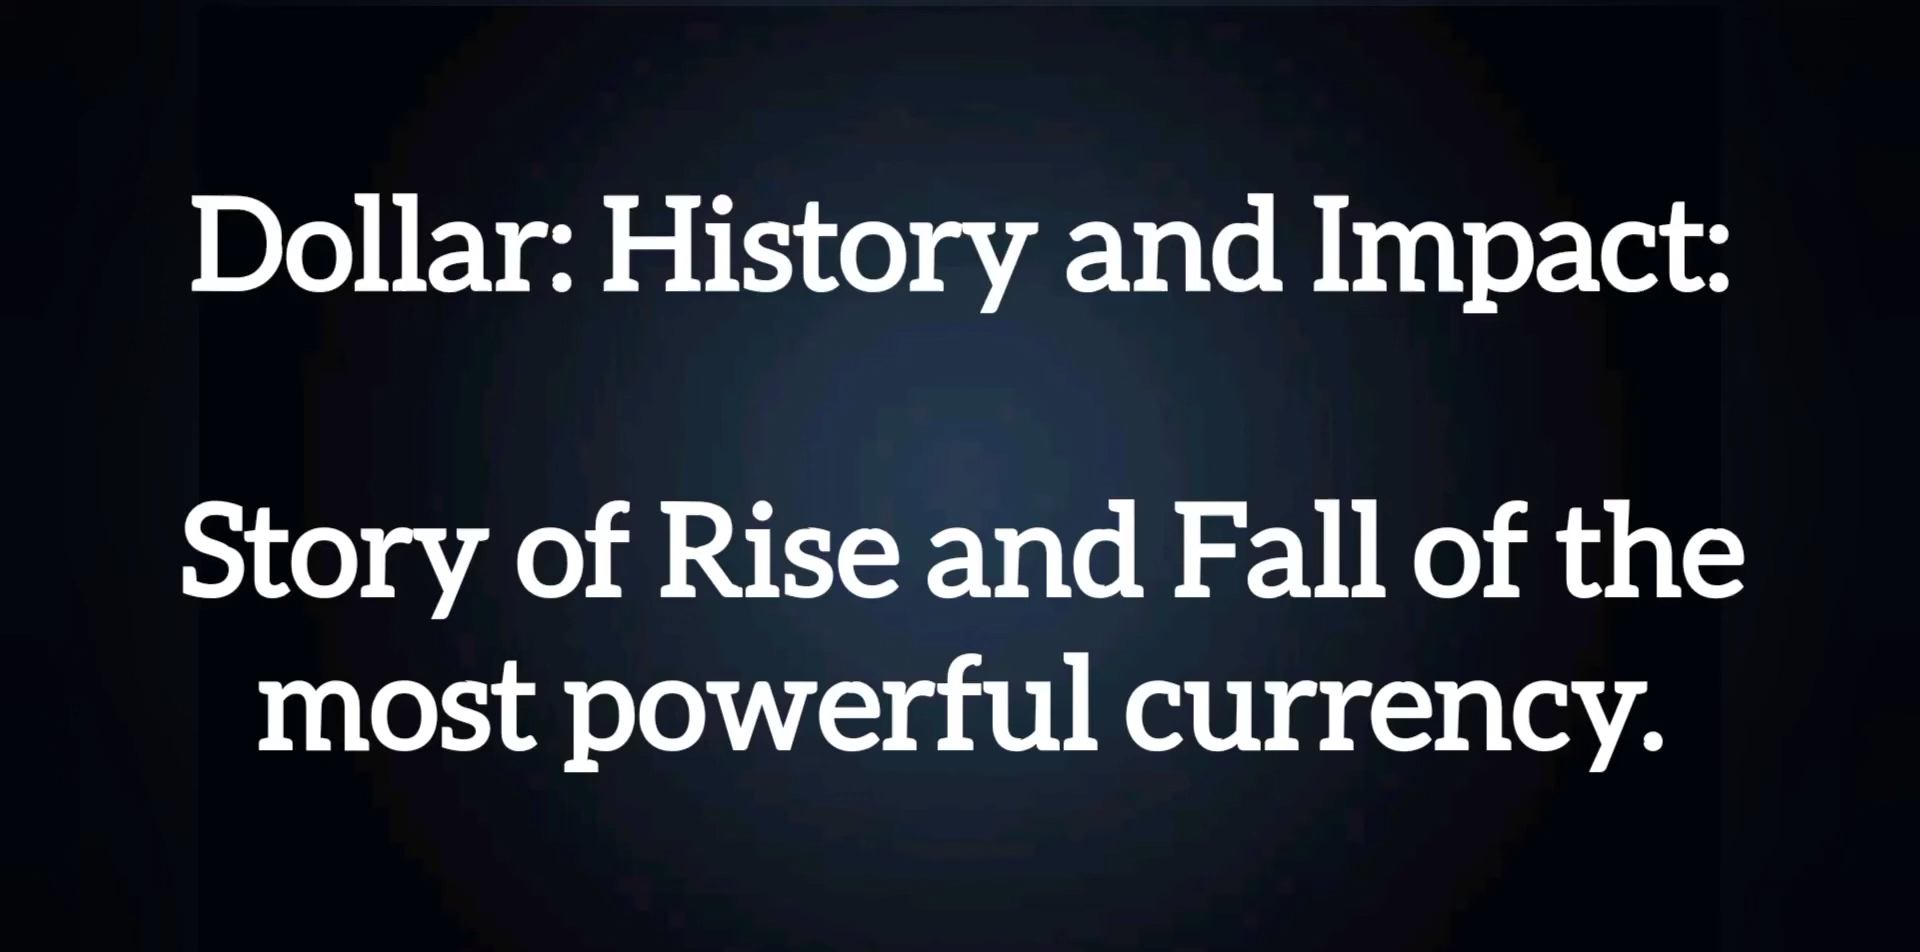 Dollar: History and Impact:
Story of Rise and Fall of the
most powerful currency.